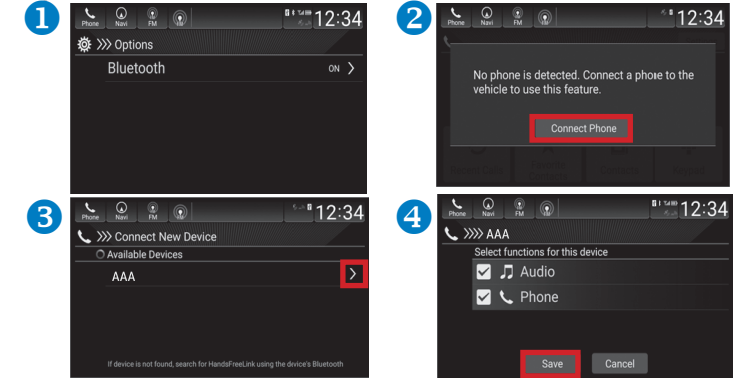 1
Phone Navi FM
12:34
Options
Bluetooth ON
2
Phone Navi FM
12:34
No phone is detected. Connect a phone to the
vehicle to use this feature.
Connect Phone
3
Phone Navi FM
12:34
Connect New Device
Available Devices
AAA
If device is not found, search for HandsFreeLink using the device's Bluetooth
4
Phone Navi FM
12:34
AAA
Select functions for this device
Audio
Phone
Save Cancel